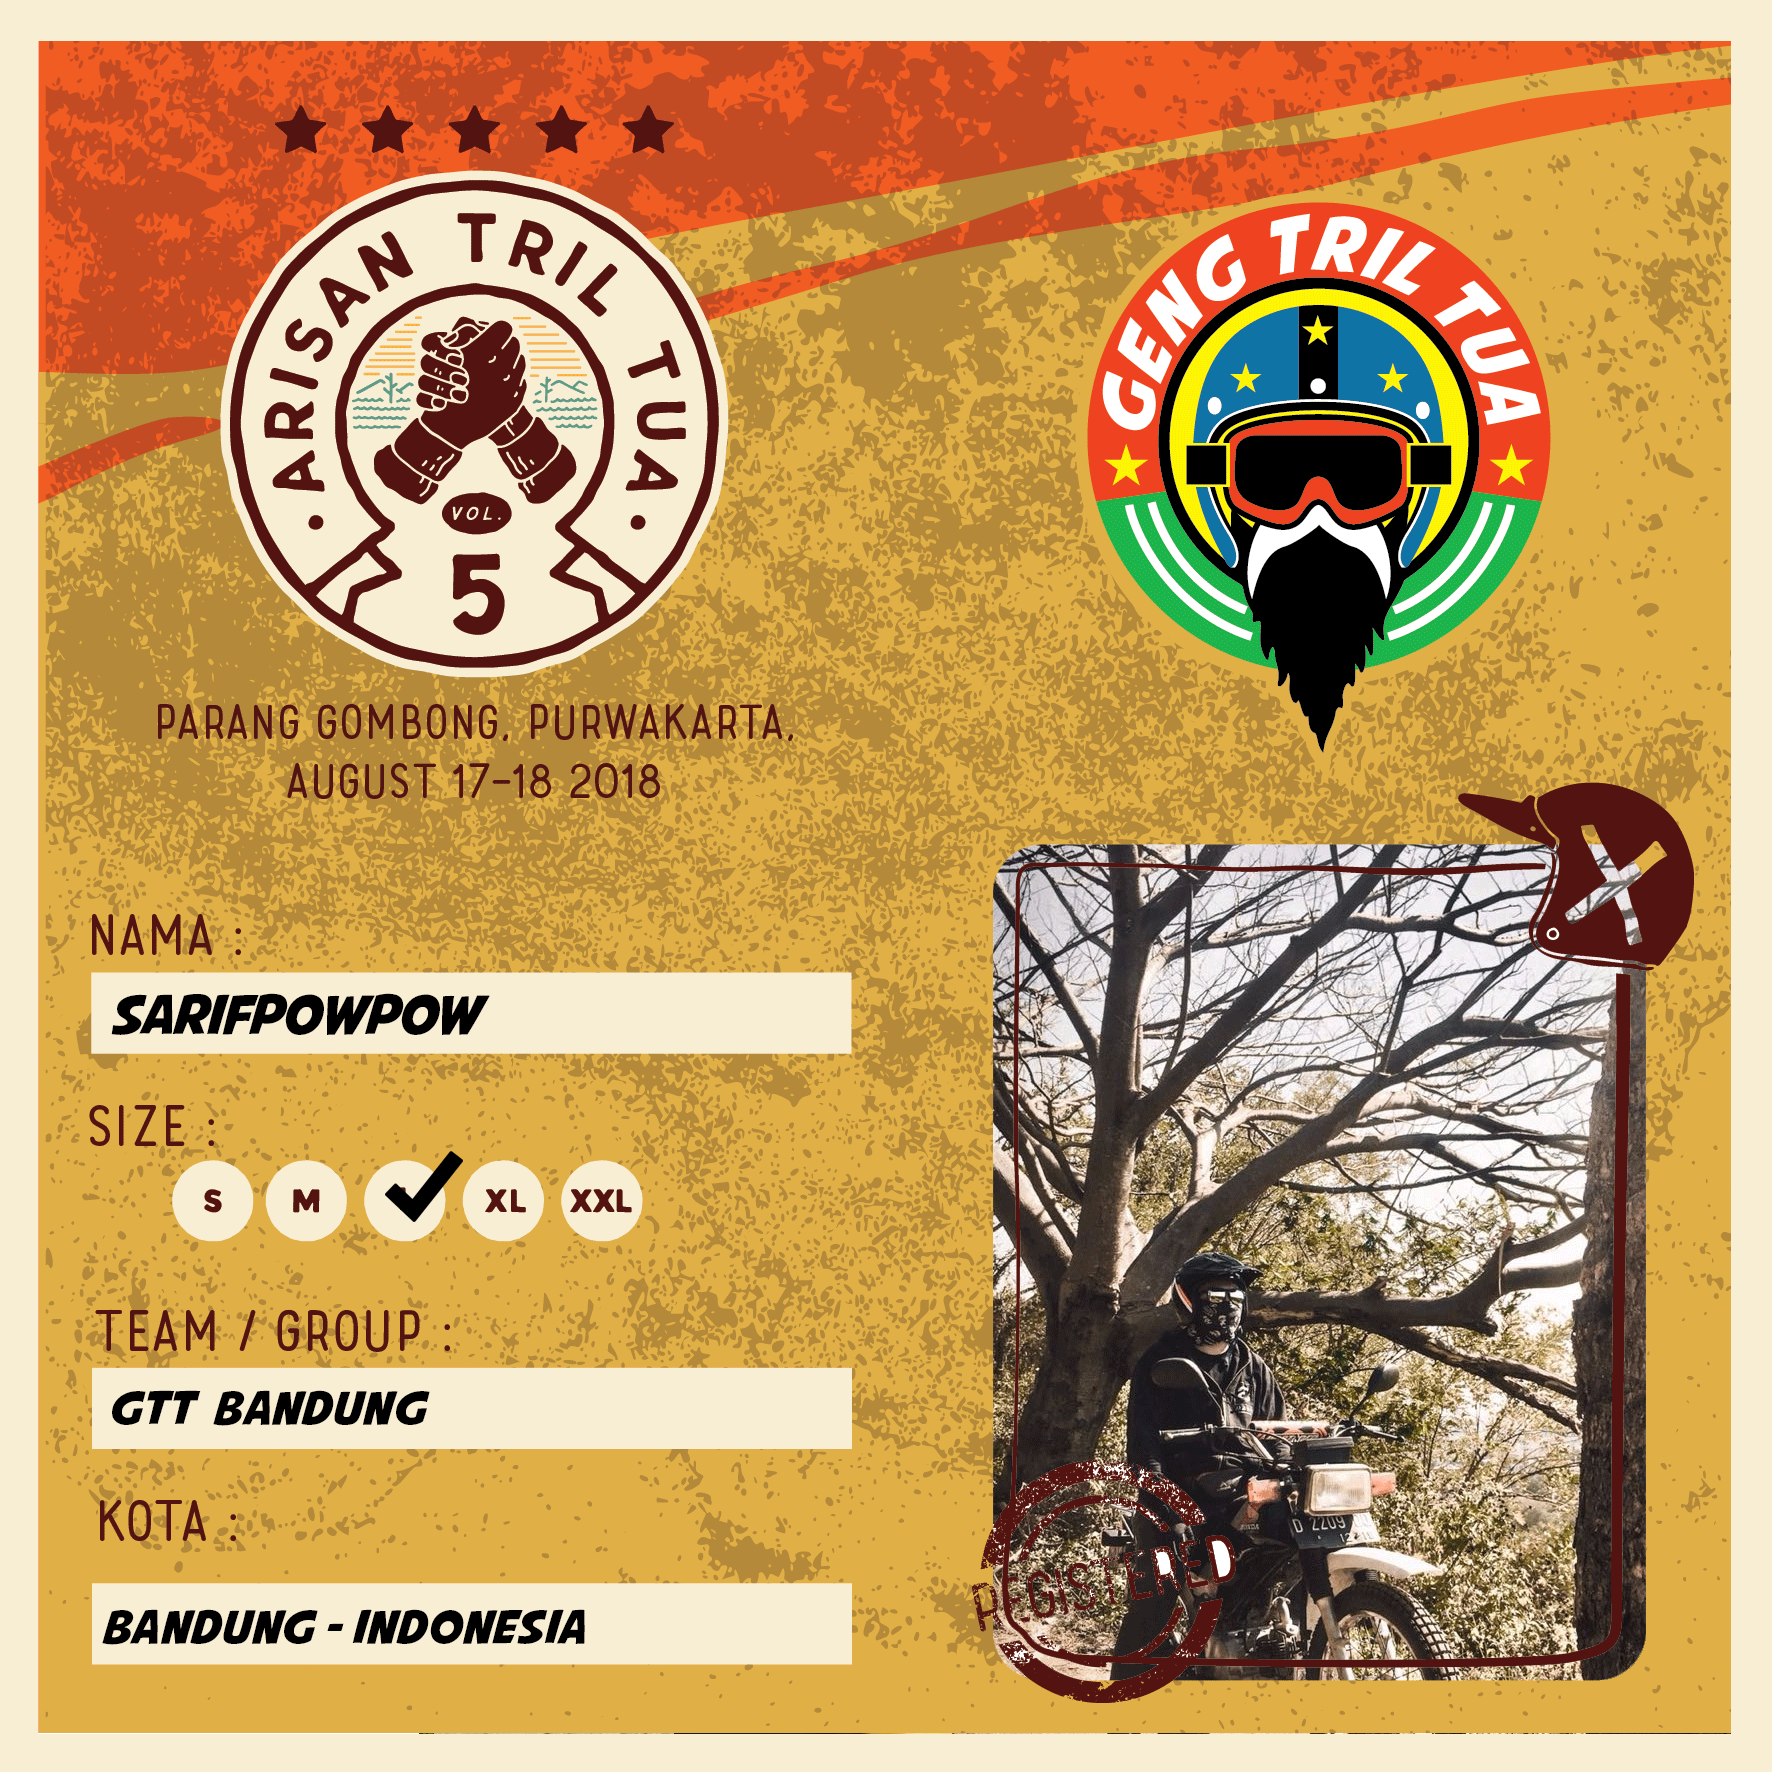 ARISAN TRIL TUA
VOL.
5
GENG TRIL TUA
PARANG GOMBONG, PURWAKARTA,
AUGUST 17-18 2018
NAMA :
SARIFPOWPOW
SIZE :
S M XL XXL
TEAM / GROUP :
GTT BANDUNG
KOTA :
BANDUNG - INDONESIA
D 2209
REGISTERED